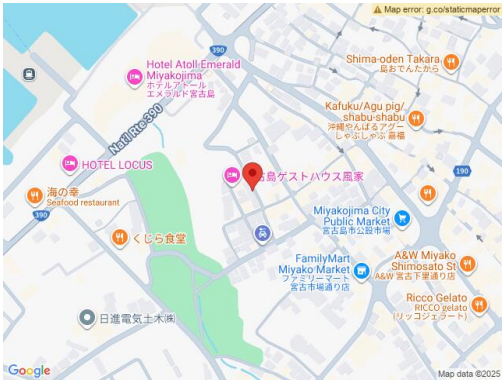 Map error: g.co/staticmaperror
Hotel Atoll Emerald
Miyakojima
ホテルアトール
エメラルド宮古島
390
Shima-oden Takara
島おでんたから
Nat'l Rte 390
Kafuku/Agu pig/
shabu-shabu
沖縄やんばるアグー
しゃぶしゃぶ 嘉福
HOTEL LOCUS
古島ゲストハウス風家
190
海の幸
Seafood restaurant
390
くじら食堂
Miyakojima City
Public Market
宮古島市公設市場
FamilyMart
Miyako Market
ファミリーマート
宮古市場通り店
A&W Miyako
Shimosato St
A&W 宮古下里通り店
日進電気土木㈱
Ricco Gelato
RICCO gelato
(リッコジェラート)
Google
Map data ©2025